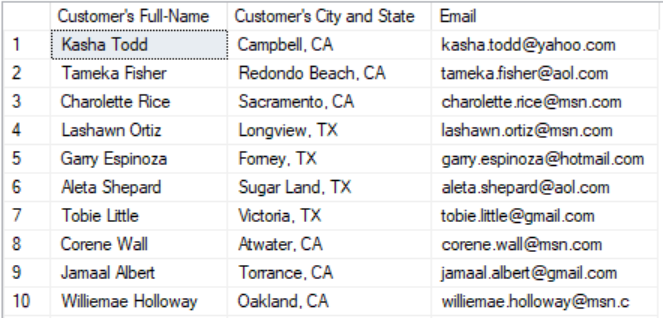 Customer's Full-Name Customer's City and State Email
1 Kasha Todd Campbell, CA kasha.todd@yahoo.com
2 Tameka Fisher Redondo Beach, CA tameka.fisher@aol.com
3 Charolette Rice Sacramento, CA charolette.rice@msn.com
4 Lashawn Ortiz Longview, TX lashawn.ortiz@msn.com
5 Garry Espinoza Forney, TX garry.espinoza@hotmail.com
6 Aleta Shepard Sugar Land, TX aleta.shepard@aol.com
7 Tobie Little Victoria, TX tobie.little@gmail.com
8 Corene Wall Atwater, CA corene.wall@msn.com
9 Jamaal Albert Torrance, CA jamaal.albert@gmail.com
10 Williemae Holloway Oakland, CA williemae.holloway@msn.c